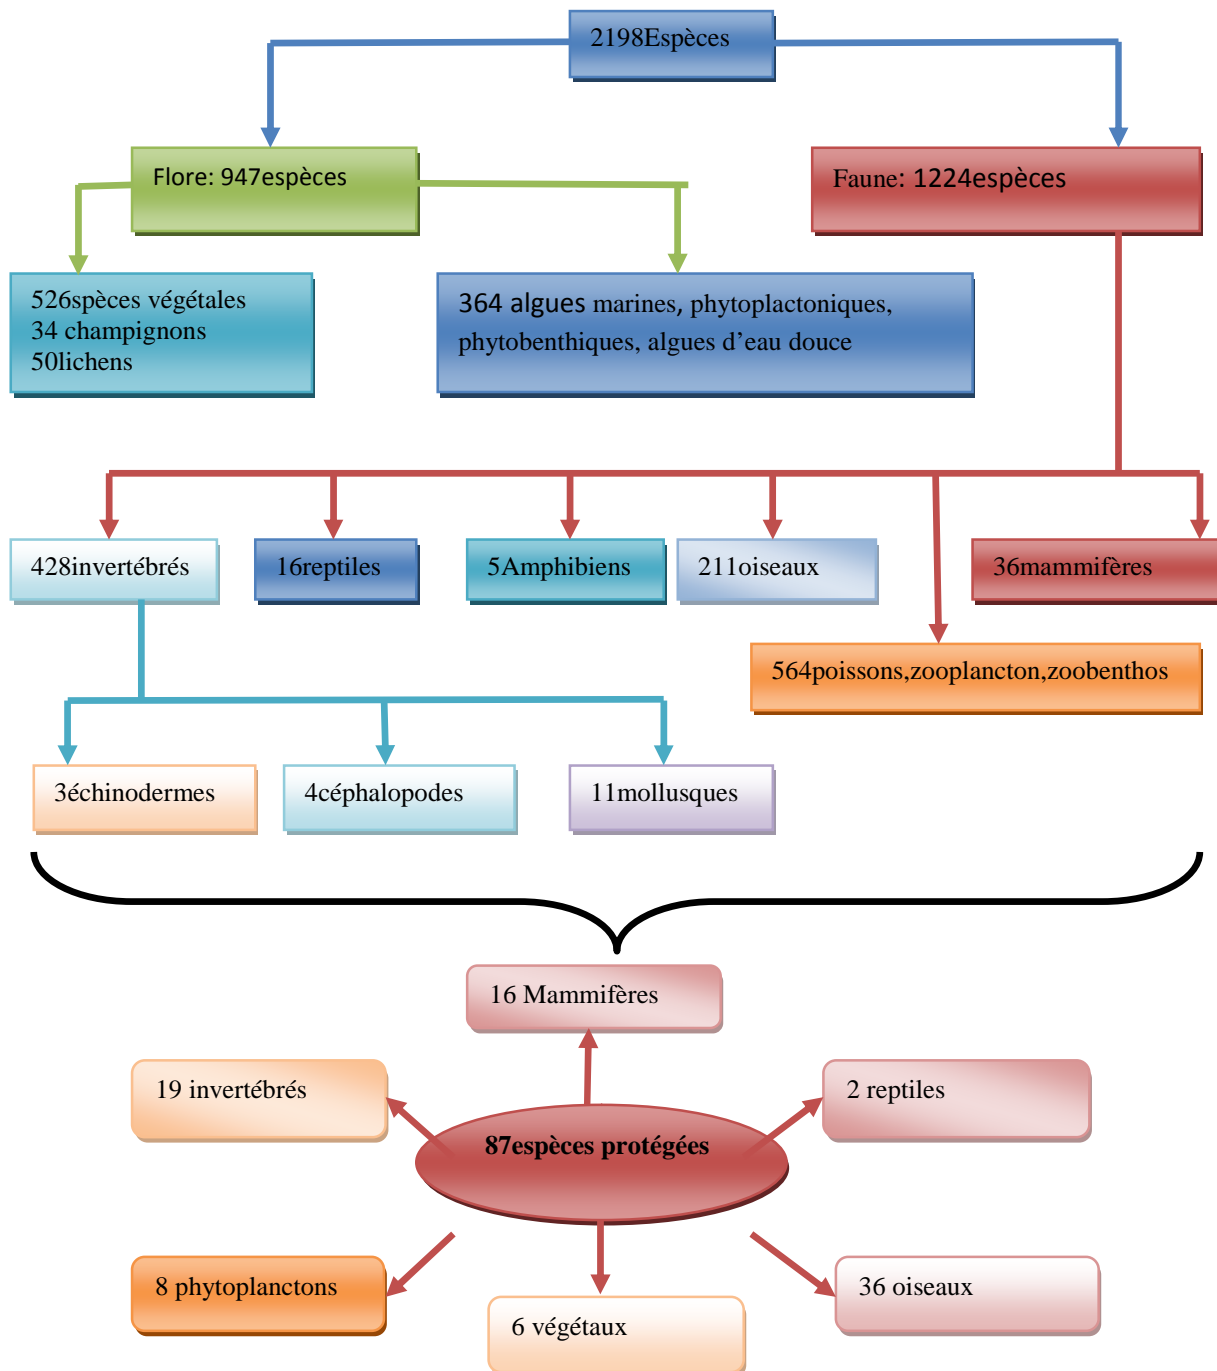 2198Espèces
Flore: 947espèces
Faune: 1224espèces
526spèces végétales
34 champignons
50lichens
364 algues marines, phytoplactoniques,
phytobenthiques, algues d’eau douce
428invertébrés
16reptiles
5Amphibiens
211oiseaux
36mammifères
564poissons,zooplancton,zoobenthos
3échinodermes
4céphalopodes
11mollusques
16 Mammifères
19 invertébrés
2 reptiles
87espèces protégées
8 phytoplanctons
6 végétaux
36 oiseaux